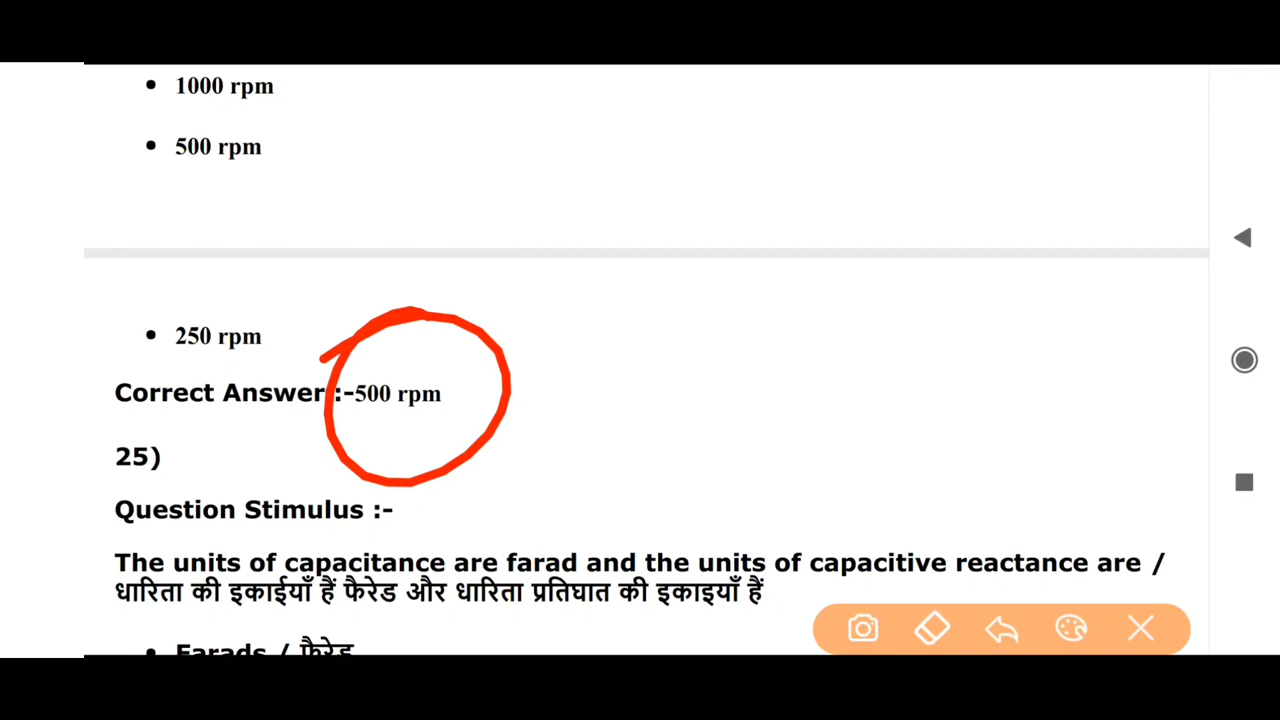 • 1000 rpm
• 500 rpm
• 250 rpm
Correct Answer :-500 rpm
25)
Question Stimulus :-
The units of capacitance are farad and the units of capacitive reactance are /
धारिता की इकाईयाँ हैं फैरेड और धारिता प्रतिघात की इकाइयाँ हैं
• Farads / फैरेड